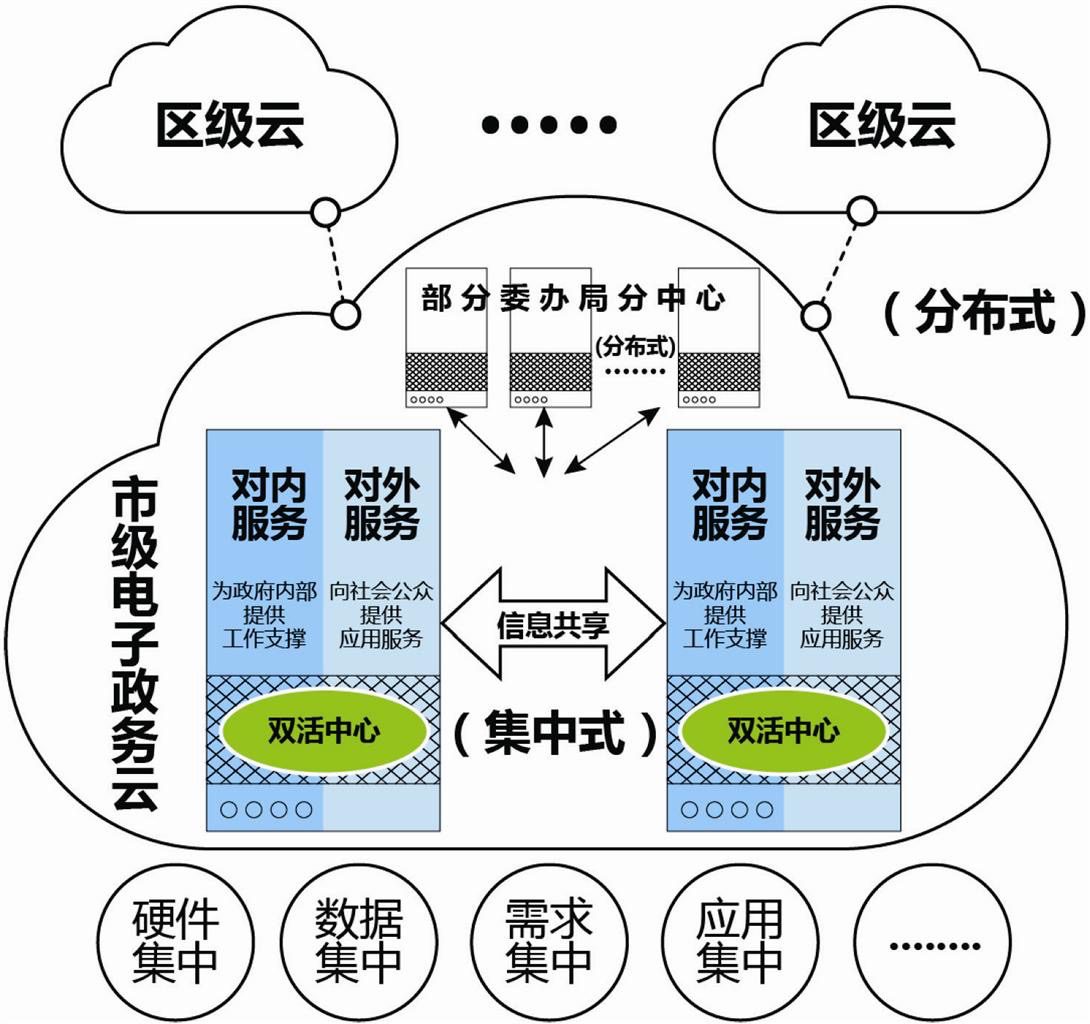 区级云
•••••
区级云
部分委办局分中心
(分布式)
•••••••
（分布式）
市级电子政务云
对内
服务
为政府内部
提供
工作支撑
对外
服务
向社会公众
提供
应用服务
双活中心
信息共享
（集中式）
对内
服务
为政府内部
提供
工作支撑
对外
服务
向社会公众
提供
应用服务
双活中心
硬件
集中
数据
集中
需求
集中
应用
集中
••••••••